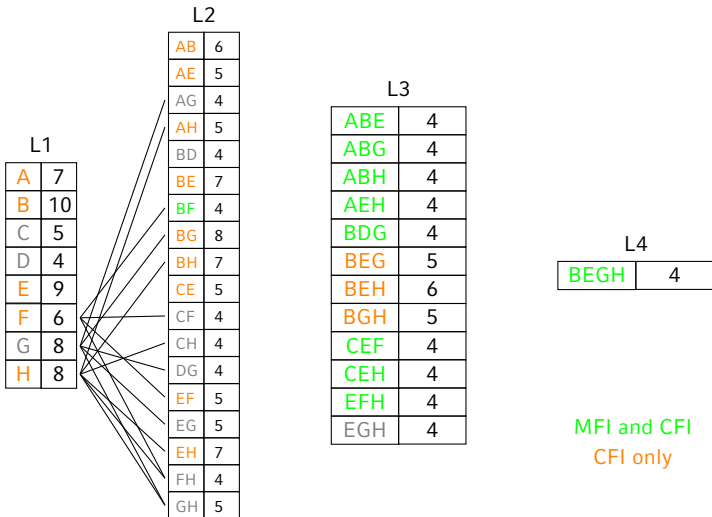 L1
A 7
B 10
C 5
D 4
E 9
F 6
G 8
H 8
L2
AB 6
AE 5
AG 4
AH 5
BD 4
BE 7
BF 4
BG 8
BH 7
CE 5
CF 4
CH 4
DG 4
EF 5
EG 5
EH 7
FH 4
GH 5
L3
ABE 4
ABG 4
ABH 4
AEH 4
BDG 4
BEG 5
BEH 6
BGH 5
CEF 4
CEH 4
EFH 4
EGH 4
L4
BEGH 4
MFI and CFI
CFI only